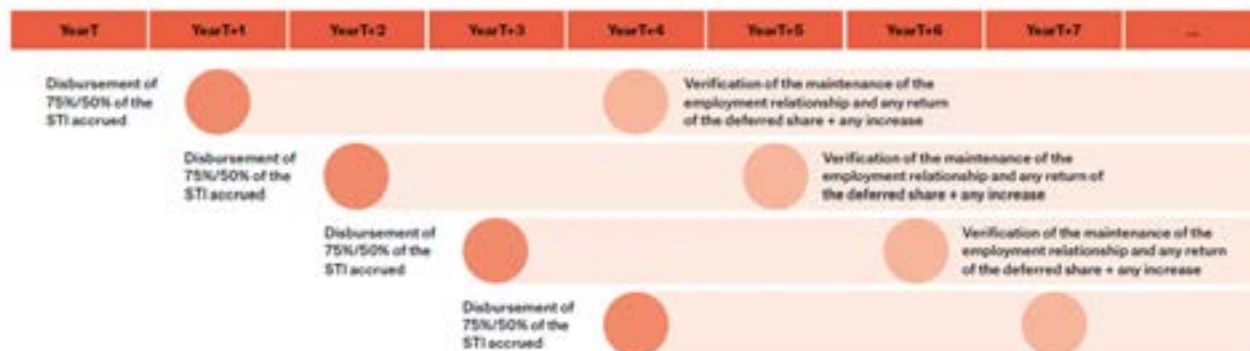 YearT YearT+1 YearT+2 YearT+3 YearT+4 YearT+5 YearT+6 YearT+7 ...
Disbursement of
75%/50% of the
STI accrued
Verification of the maintenance of the
employment relationship and any return
of the deferred share + any increase
Disbursement of
75%/50% of the
STI accrued
Verification of the maintenance of the
employment relationship and any return of
the deferred share + any increase
Disbursement of
75%/50% of the
STI accrued
Verification of the maintenance of the
employment relationship and any return
of the deferred share + any increase
Disbursement of
75%/50% of the
STI accrued